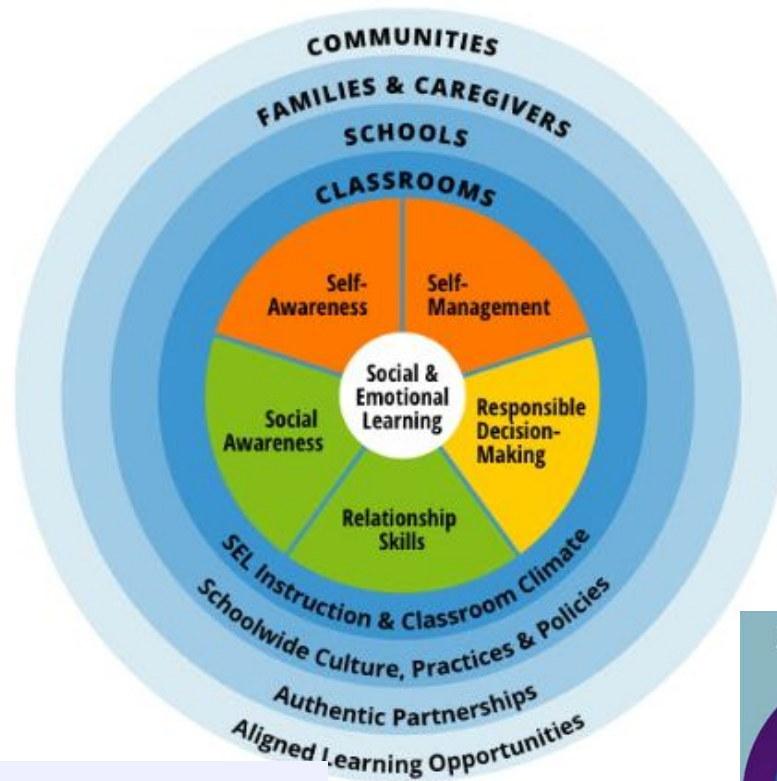 COMMUNITIES
FAMILIES & CAREGIVERS
SCHOOLS
CLASSROOMS
Self-
Awareness
Self-
Management
Social &
Emotional
Learning
Social
Awareness
Responsible
Decision-
Making
Relationship
Skills
SEL Instruction & Classroom Climate
Schoolwide Culture, Practices & Policies
Authentic Partnerships
Aligned Learning Opportunities